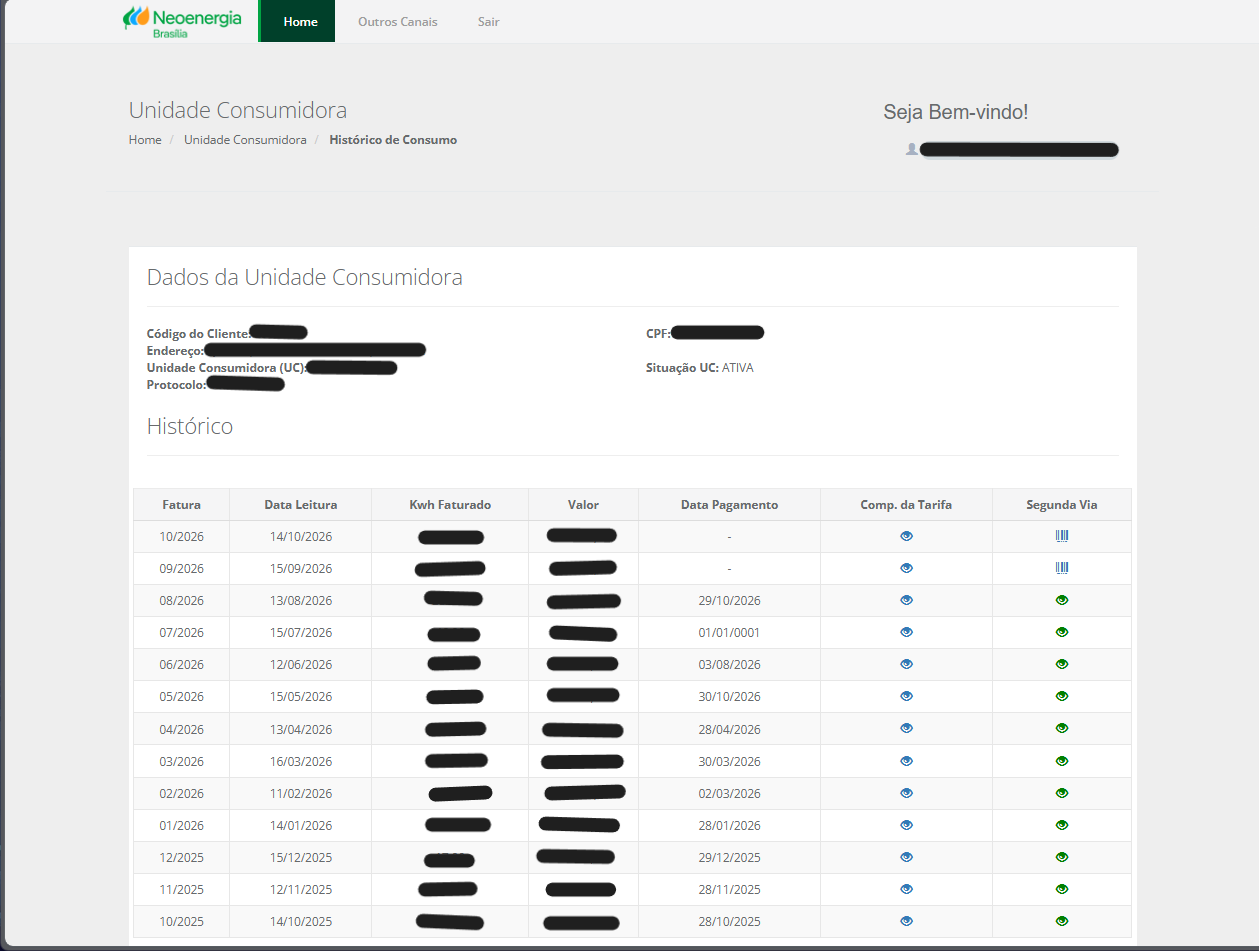 Neoenergia
Brasília
Home Outros Canais Sair
Unidade Consumidora
Home / Unidade Consumidora / Histórico de Consumo
Seja Bem-vindo!
Dados da Unidade Consumidora
Código do Cliente:
CPF:
Endereço:
Unidade Consumidora (UC):
Situação UC: ATIVA
Protocolo:
Histórico
Fatura Data Leitura Kwh Faturado Valor Data Pagamento Comp. da Tarifa Segunda Via
10/2026 14/10/2026 -
09/2026 15/09/2026 -
08/2026 13/08/2026 29/10/2026
07/2026 15/07/2026 01/01/0001
06/2026 12/06/2026 03/08/2026
05/2026 15/05/2026 30/10/2026
04/2026 13/04/2026 28/04/2026
03/2026 16/03/2026 30/03/2026
02/2026 11/02/2026 02/03/2026
01/2026 14/01/2026 28/01/2026
12/2025 15/12/2025 29/12/2025
11/2025 12/11/2025 28/11/2025
10/2025 14/10/2025 28/10/2025